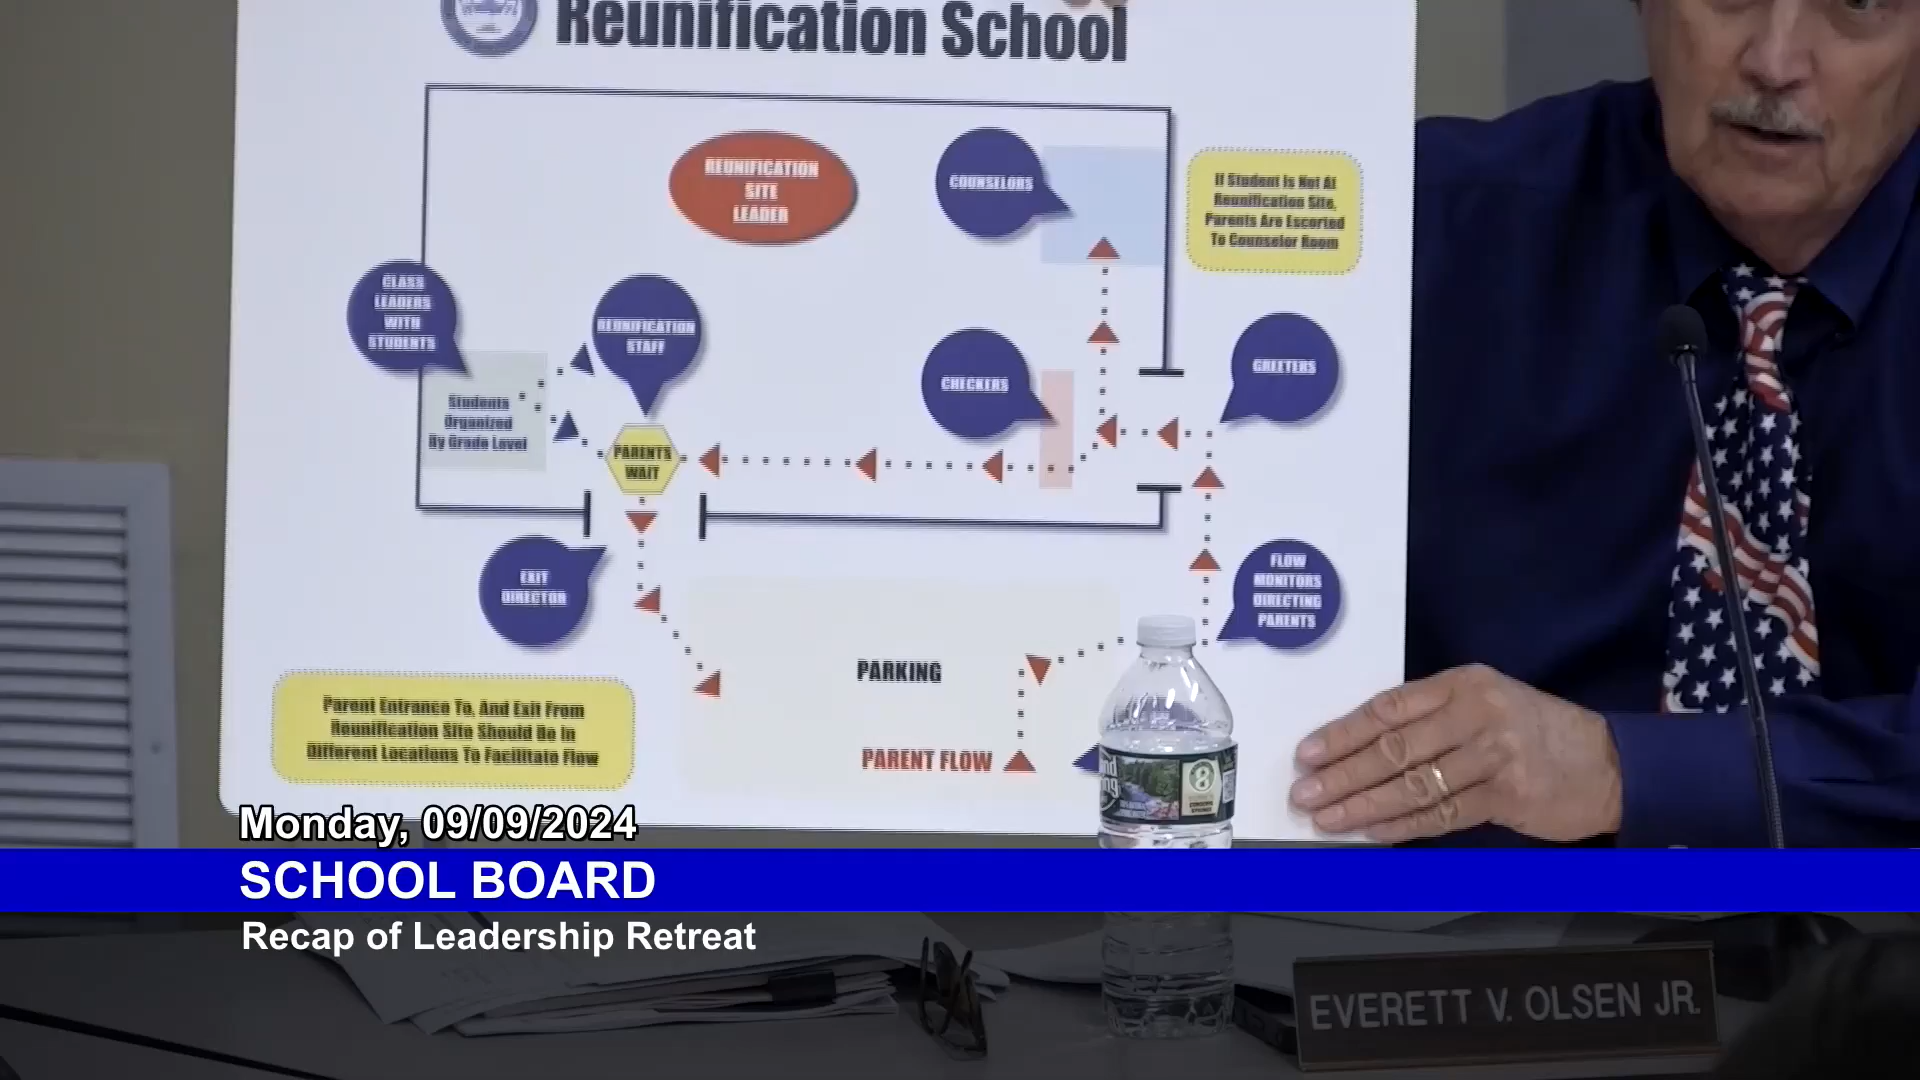 Reunification School
REUNIFICATION
SITE
LEADER
COUNSELORS
If Student Is Not At
Reunification Site,
Parents Are Escorted
To Counselor Room
CLASS
LEADERS
WITH
STUDENTS
REUNIFICATION
STAFF
CHECKERS
GREETERS
Students
Organized
By Grade Level
PARENTS
WAIT
EXIT
DIRECTOR
FLOW
MONITORS
DIRECTING
PARENTS
PARKING
Parent Entrance To, And Exit From
Reunification Site Should Be In
Different Locations To Facilitate Flow
PARENT FLOW
Monday, 09/09/2024
SCHOOL BOARD
Recap of Leadership Retreat
EVERETT V. OLSEN JR.